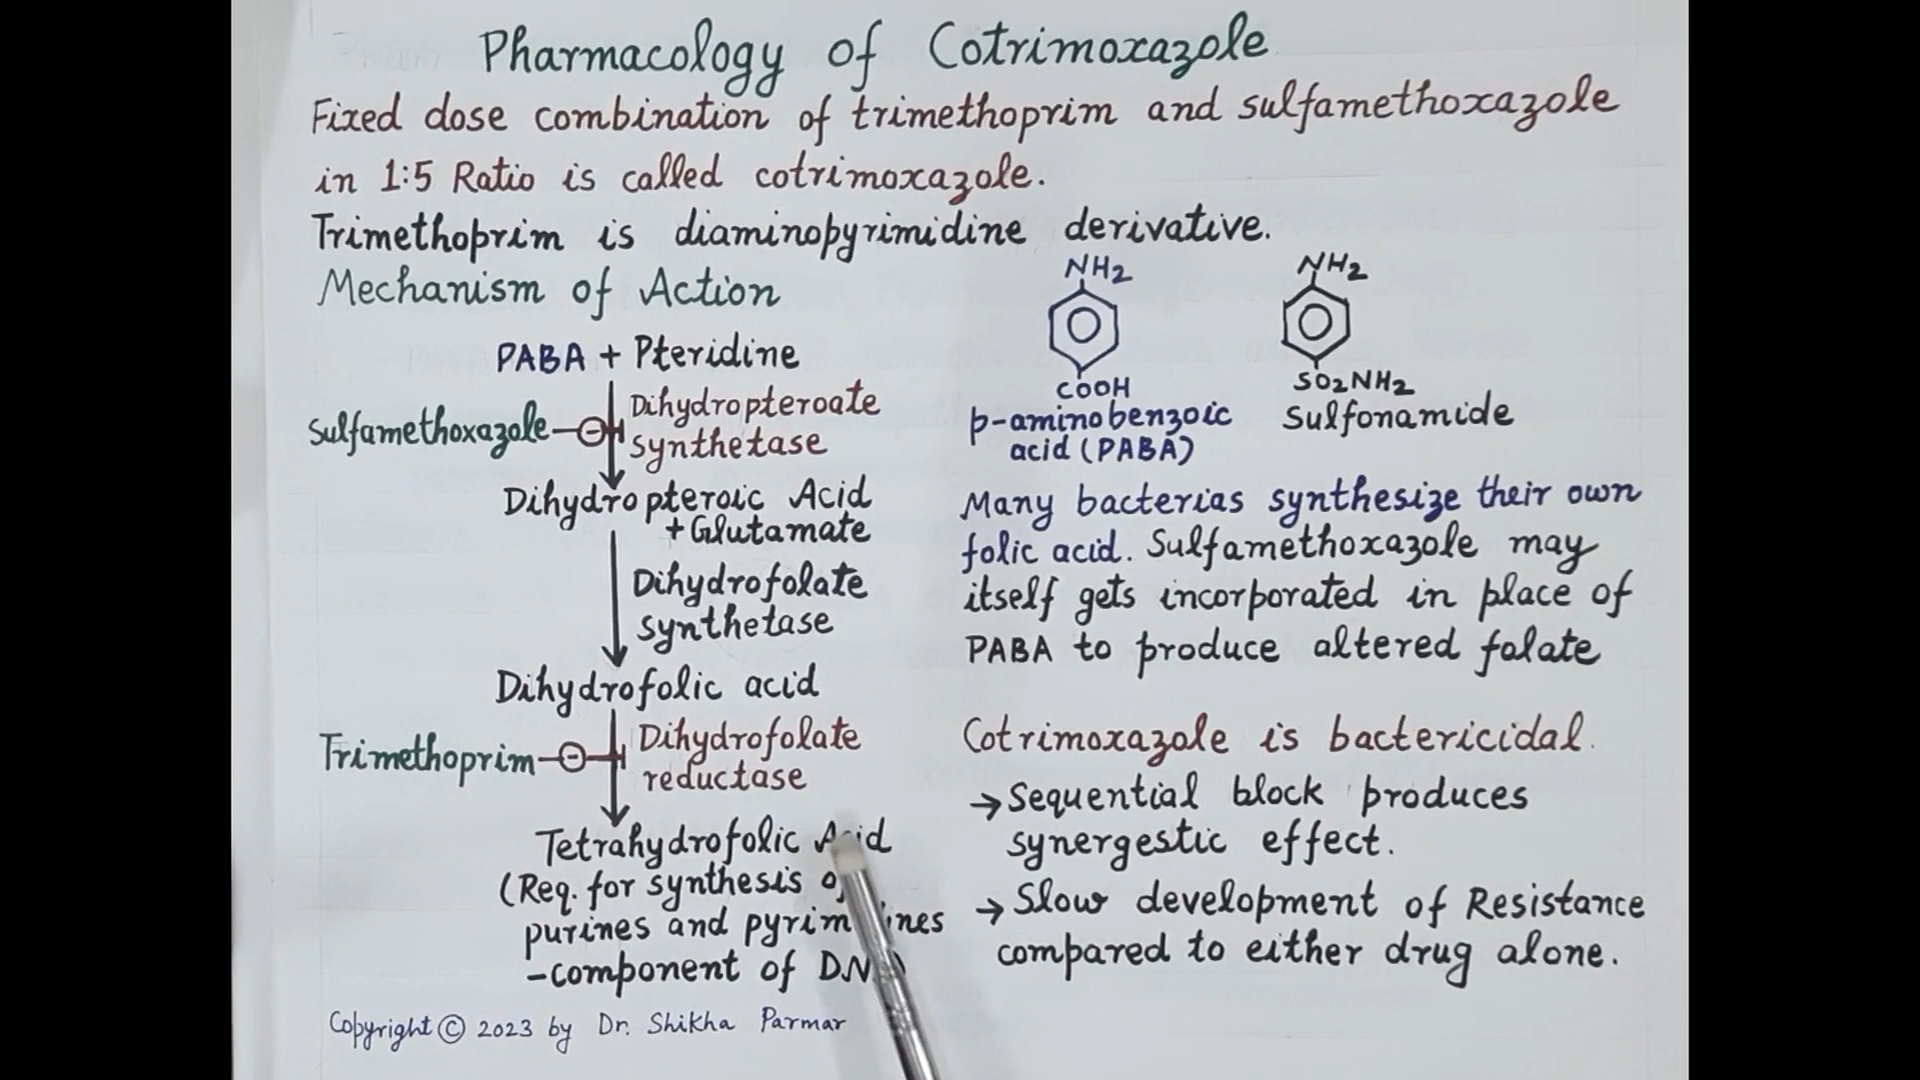 Pharmacology of Cotrimoxazole
Fixed dose combination of trimethoprim and sulfamethoxazole
in 1:5 Ratio is called cotrimoxazole.
Trimethoprim is diaminopyrimidine derivative.
Mechanism of Action
PABA + Pteridine
Sulfamethoxazole
Dihydropteroate
synthetase
Dihydropteroic Acid
+ Glutamate
Dihydrofolate
synthetase
Dihydrofolic acid
Trimethoprim
Dihydrofolate
reductase
Tetrahydrofolic Acid
(Req. for synthesis
purines and
-component of
NH2
COOH
p-aminobenzoic
acid (PABA)
NH2
SO2NH2
Sulfonamide
Many bacterias synthesize their own
folic acid. Sulfamethoxazole may
itself gets incorporated in place of
PABA to produce altered folate
Cotrimoxazole is bactericidal.
→ Sequential block produces
synergestic effect.
→ Slow development of Resistance
compared to either drug alone.
Copyright © 2023 by Dr. Shikha Parmar